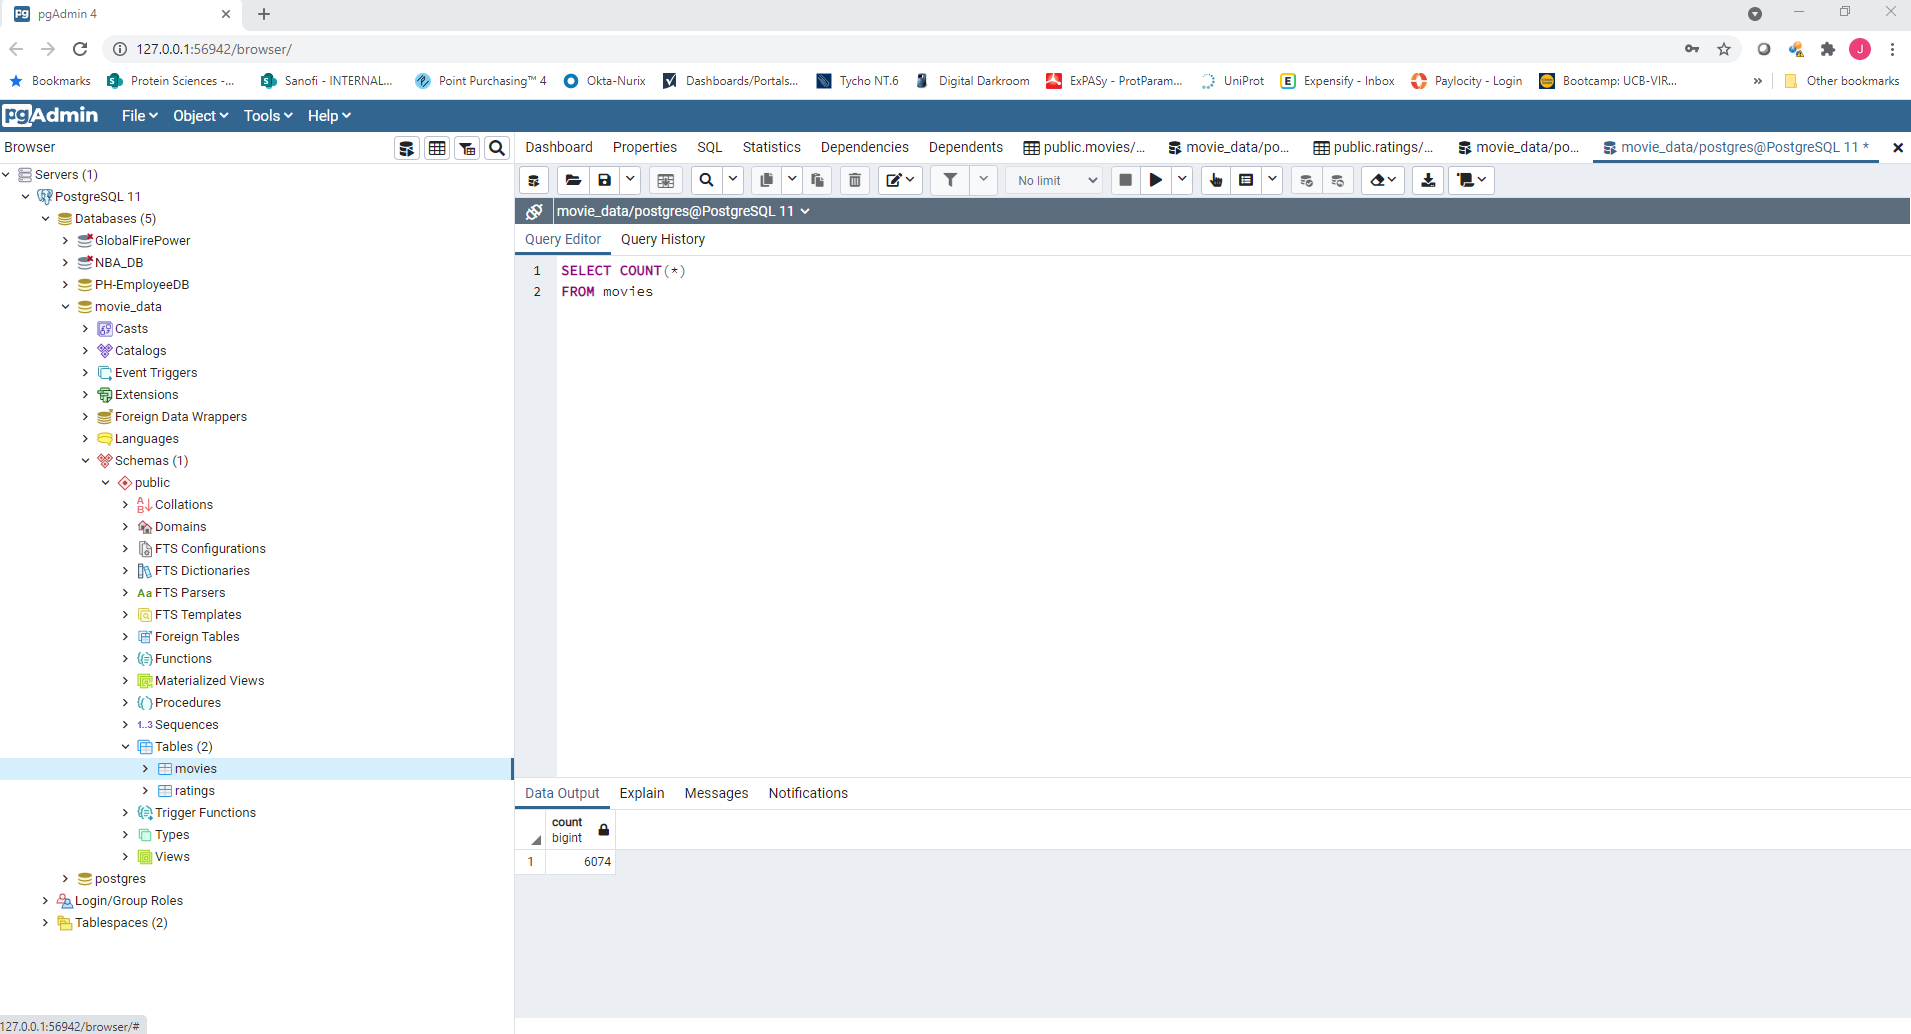 pgAdmin 4
127.0.0.1:56942/browser/
J
Bookmarks
Protein Sciences -...
Sanofi - INTERNAL...
Point Purchasing™ 4
Okta-Nurix
Dashboards/Portals...
Tycho NT.6
Digital Darkroom
ExPASy - ProtParam...
UniProt
Expensify - Inbox
Paylocity - Login
Bootcamp: UCB-VIR...
»
Other bookmarks
pgAdmin
File
Object
Tools
Help
Browser
Dashboard
Properties
SQL
Statistics
Dependencies
Dependents
public.movies/...
movie_data/po...
public.ratings/...
movie_data/po...
movie_data/postgres@PostgreSQL 11 *
No limit
movie_data/postgres@PostgreSQL 11
Query Editor
Query History
1 SELECT COUNT(*)
2 FROM movies
Servers (1)
PostgreSQL 11
Databases (5)
GlobalFirePower
NBA_DB
PH-EmployeeDB
movie_data
Casts
Catalogs
Event Triggers
Extensions
Foreign Data Wrappers
Languages
Schemas (1)
public
Collations
Domains
FTS Configurations
FTS Dictionaries
Aa FTS Parsers
FTS Templates
Foreign Tables
Functions
Materialized Views
Procedures
1..3 Sequences
Tables (2)
movies
ratings
Trigger Functions
Types
Views
postgres
Login/Group Roles
Tablespaces (2)
Data Output
Explain
Messages
Notifications
count
bigint
1 6074
127.0.0.1:56942/browser/#